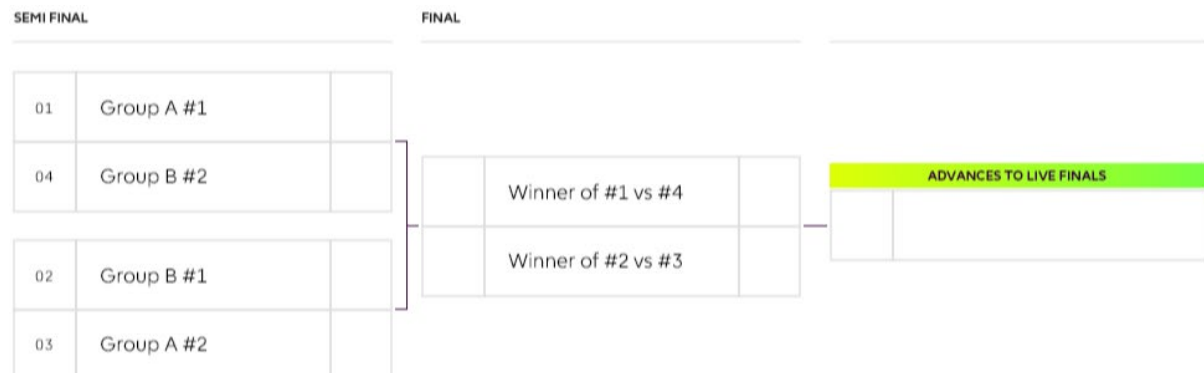 SEMI FINAL
FINAL
01 Group A #1
04 Group B #2
02 Group B #1
03 Group A #2
Winner of #1 vs #4
Winner of #2 vs #3
ADVANCES TO LIVE FINALS